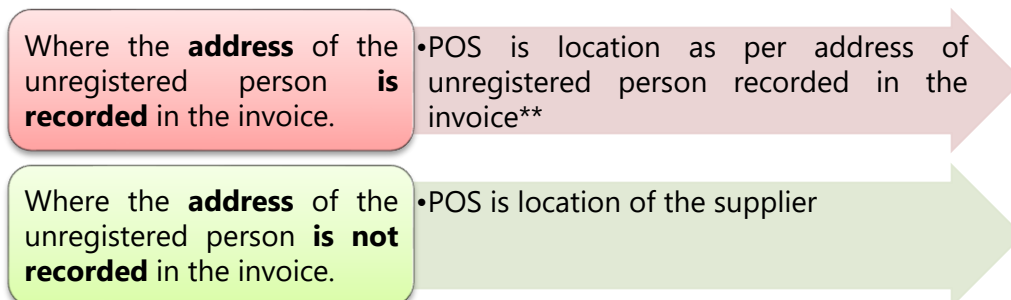 Where the address of the
unregistered person is
recorded in the invoice.
•POS is location as per address of
unregistered person recorded in the
invoice**
Where the address of the
unregistered person is not
recorded in the invoice.
•POS is location of the supplier